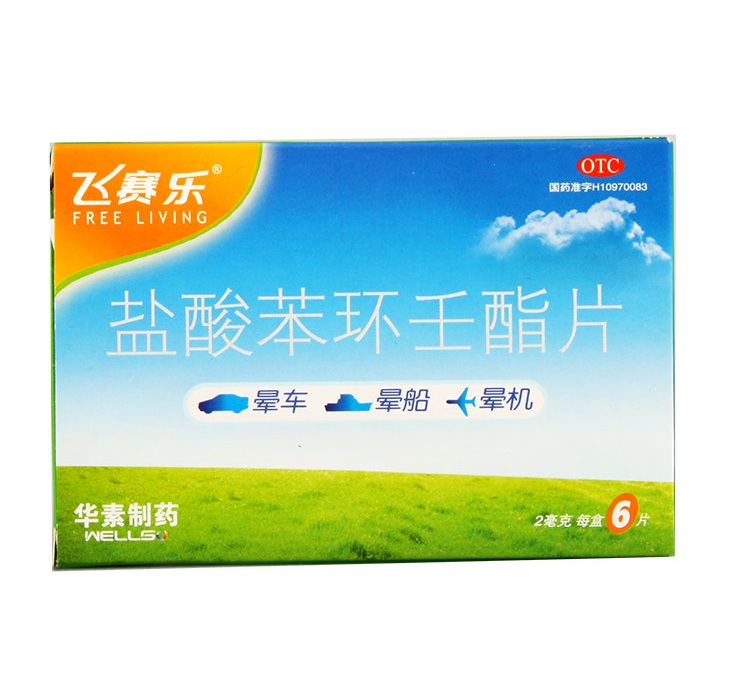 飞赛乐®
FREE LIVING
OTC
国药准字H10970083
盐酸苯环壬酯片
晕车 晕船 晕机
华素制药
WELLSO
2毫克 每盒6片